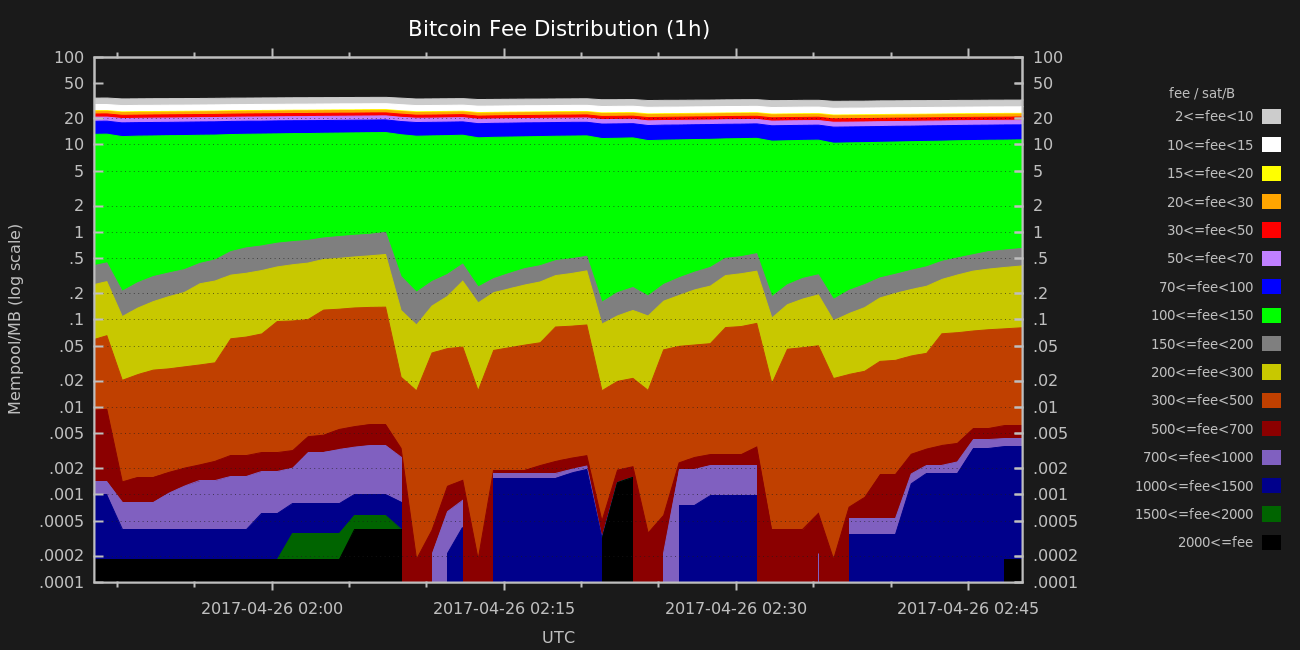 Bitcoin Fee Distribution (1h)
100 100
50 50
20 20
10 10
5 5
2 2
1 1
.5 .5
.2 .2
.1 .1
.05 .05
.02 .02
.01 .01
.005 .005
.002 .002
.001 .001
.0005 .0005
.0002 .0002
.0001 .0001
Mempool/MB (log scale)
2017-04-26 02:00 2017-04-26 02:15 2017-04-26 02:30 2017-04-26 02:45
UTC
fee / sat/B
2<=fee<10
10<=fee<15
15<=fee<20
20<=fee<30
30<=fee<50
50<=fee<70
70<=fee<100
100<=fee<150
150<=fee<200
200<=fee<300
300<=fee<500
500<=fee<700
700<=fee<1000
1000<=fee<1500
1500<=fee<2000
2000<=fee